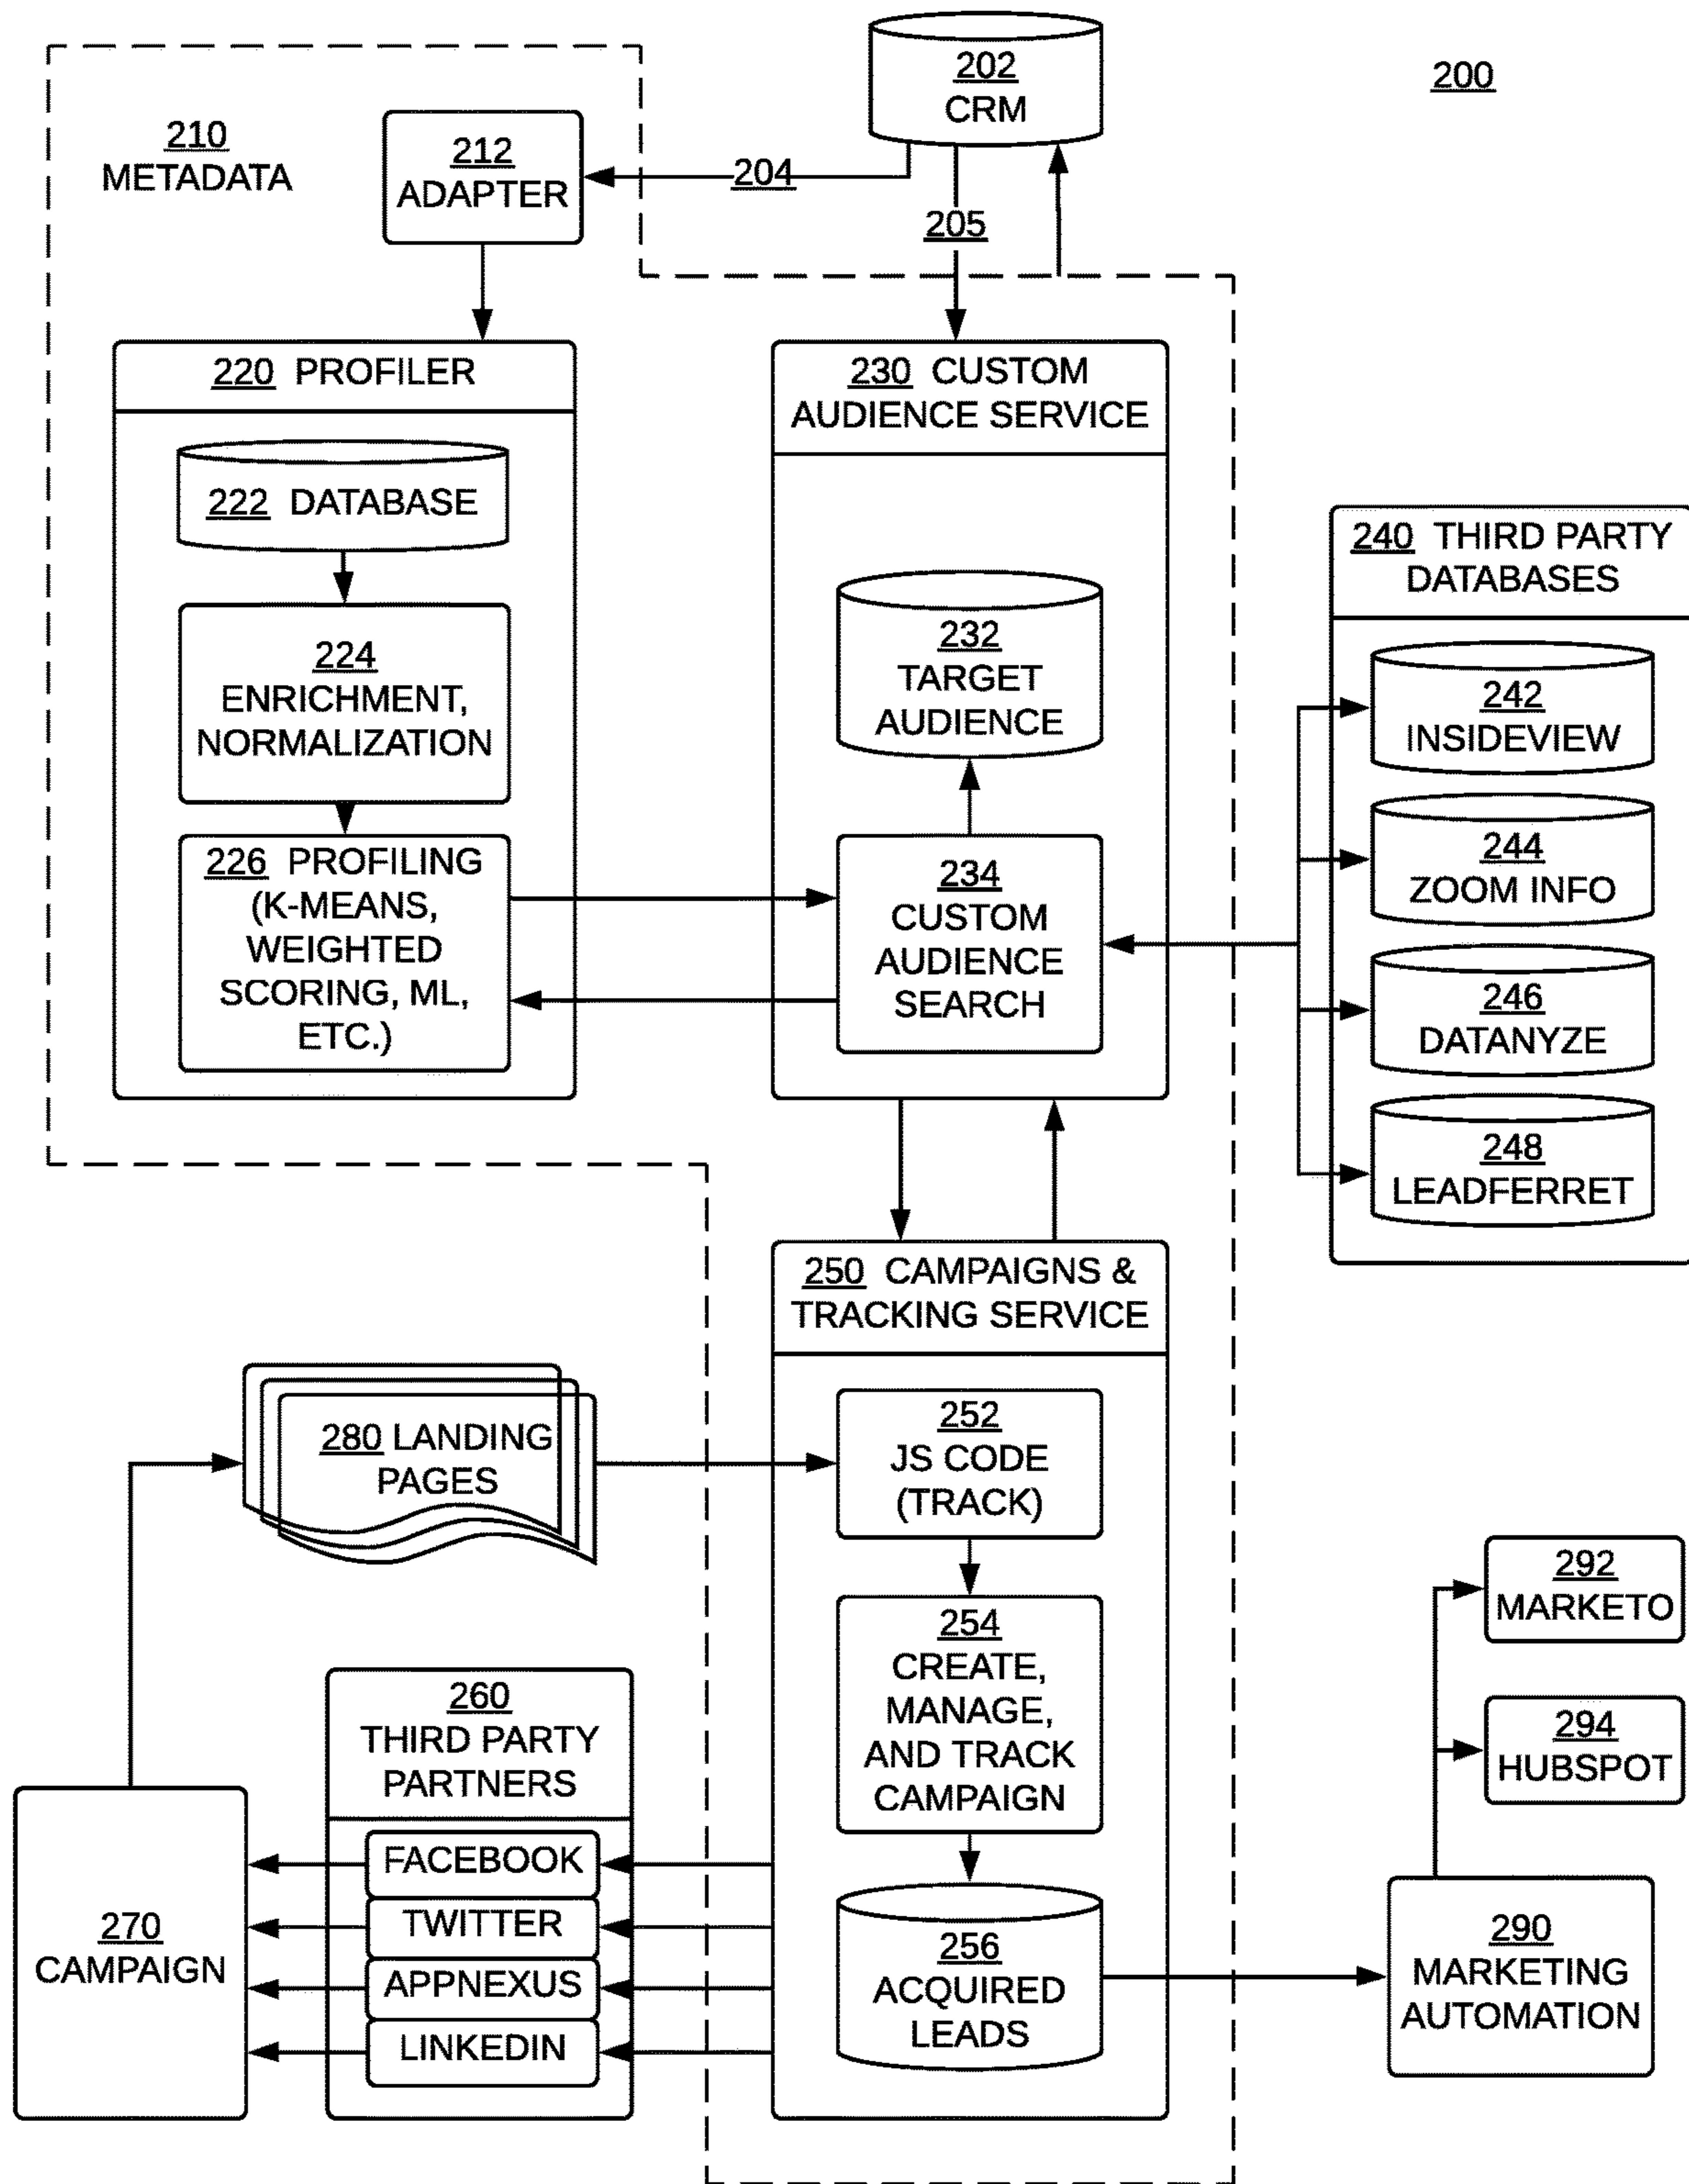 202
CRM
200
210
METADATA
212
ADAPTER
204
205
220 PROFILER
222 DATABASE
224
ENRICHMENT,
NORMALIZATION
226 PROFILING
(K-MEANS,
WEIGHTED
SCORING, ML,
ETC.)
230 CUSTOM
AUDIENCE SERVICE
232
TARGET
AUDIENCE
234
CUSTOM
AUDIENCE
SEARCH
240 THIRD PARTY
DATABASES
242
INSIDEVIEW
244
ZOOM INFO
246
DATANYZE
248
LEADFERRET
250 CAMPAIGNS &
TRACKING SERVICE
252
JS CODE
(TRACK)
254
CREATE,
MANAGE,
AND TRACK
CAMPAIGN
256
ACQUIRED
LEADS
280 LANDING
PAGES
260
THIRD PARTY
PARTNERS
FACEBOOK
TWITTER
APPNEXUS
LINKEDIN
270
CAMPAIGN
292
MARKETO
294
HUBSPOT
290
MARKETING
AUTOMATION